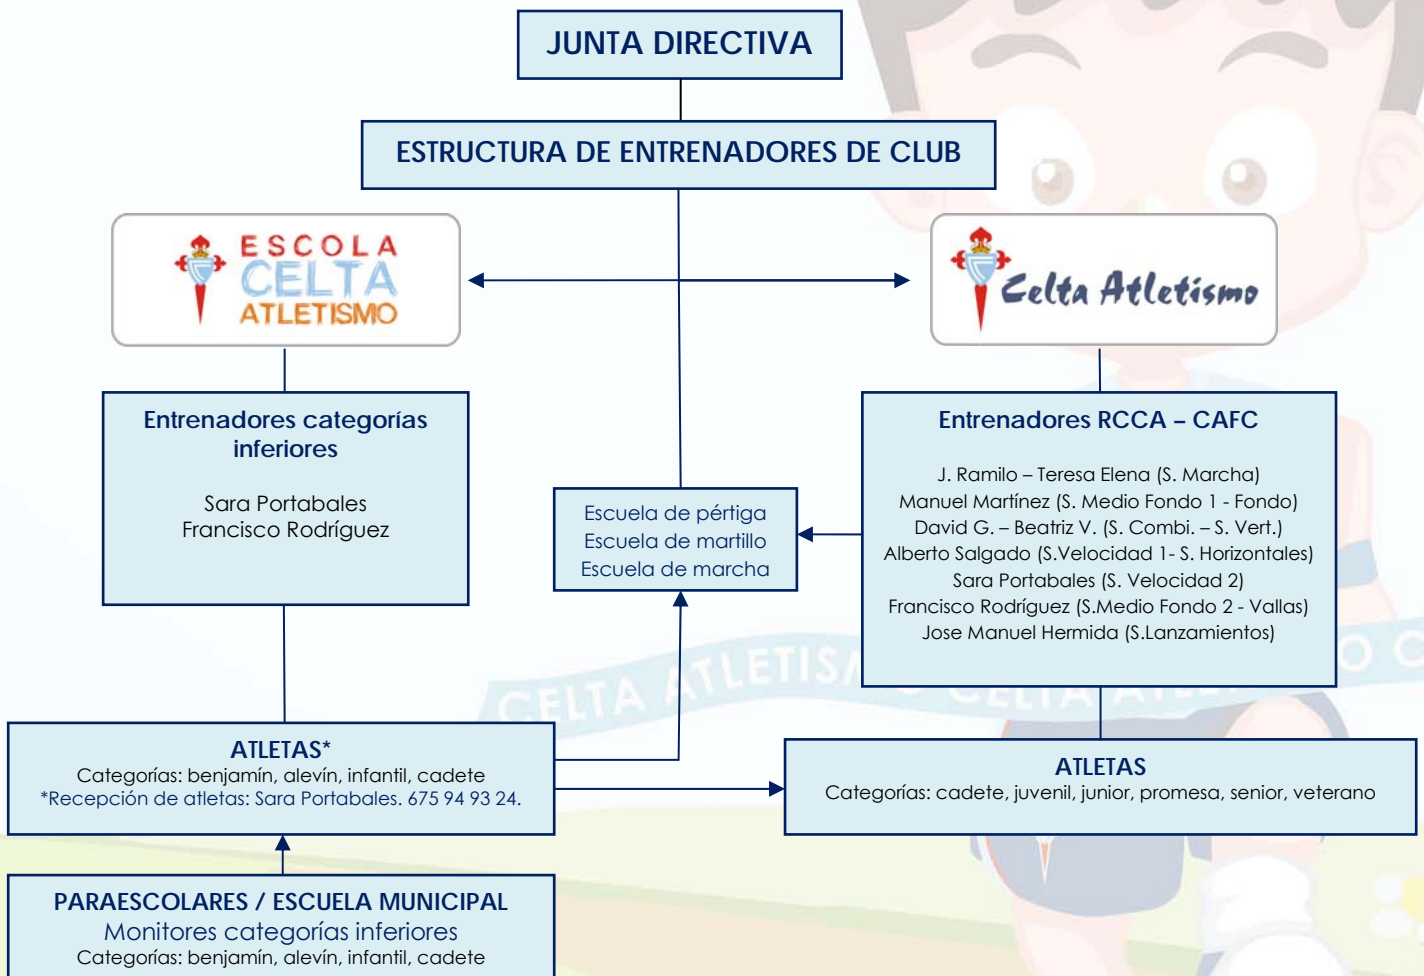 JUNTA DIRECTIVA
ESTRUCTURA DE ENTRENADORES DE CLUB
ESCOLA
CELTA
ATLETISMO
Celta Atletismo
Entrenadores categorías
inferiores
Sara Portabales
Francisco Rodríguez
Escuela de pértiga
Escuela de martillo
Escuela de marcha
Entrenadores RCCA – CAFC
J. Ramilo – Teresa Elena (S. Marcha)
Manuel Martínez (S. Medio Fondo 1 - Fondo)
David G. – Beatriz V. (S. Combi. – S. Vert.)
Alberto Salgado (S.Velocidad 1- S. Horizontales)
Sara Portabales (S. Velocidad 2)
Francisco Rodríguez (S.Medio Fondo 2 - Vallas)
Jose Manuel Hermida (S.Lanzamientos)
CELTA ATLETISMO CELTA ATLETISMO C
ATLETAS*
Categorías: benjamín, alevín, infantil, cadete
*Recepción de atletas: Sara Portabales. 675 94 93 24.
ATLETAS
Categorías: cadete, juvenil, junior, promesa, senior, veterano
PARAESCOLARES / ESCUELA MUNICIPAL
Monitores categorías inferiores
Categorías: benjamín, alevín, infantil, cadete